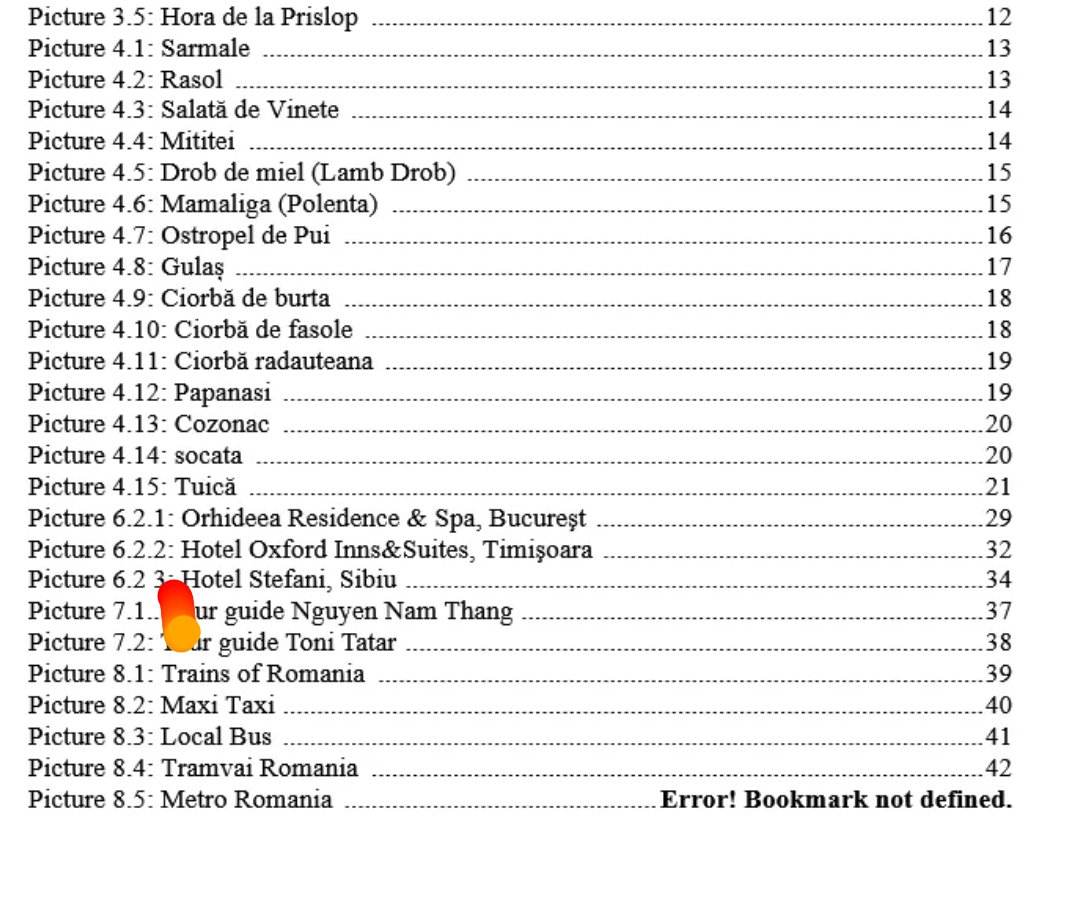 Picture 3.5: Hora de la Prislop ........................ 12
Picture 4.1: Sarmale ........................ 13
Picture 4.2: Rasol ........................ 13
Picture 4.3: Salată de Vinete ........................ 14
Picture 4.4: Mititei ........................ 14
Picture 4.5: Drob de miel (Lamb Drob) ........................ 15
Picture 4.6: Mamaliga (Polenta) ........................ 15
Picture 4.7: Ostropel de Pui ........................ 16
Picture 4.8: Gulaș ........................ 17
Picture 4.9: Ciorbă de burta ........................ 18
Picture 4.10: Ciorbă de fasole ........................ 18
Picture 4.11: Ciorbă radauteana ........................ 19
Picture 4.12: Papanasi ........................ 19
Picture 4.13: Cozonac ........................ 20
Picture 4.14: socata ........................ 20
Picture 4.15: Tuică ........................ 21
Picture 6.2.1: Orhideea Residence & Spa, Bucureşt ........................ 29
Picture 6.2.2: Hotel Oxford Inns&Suites, Timişoara ........................ 32
Picture 6.2 3: Hotel Stefani, Sibiu ........................ 34
Picture 7.1 guide Nguyen Nam Thang ........................ 37
Picture 7.2: guide Toni Tatar ........................ 38
Picture 8.1: Trains of Romania ........................ 39
Picture 8.2: Maxi Taxi ........................ 40
Picture 8.3: Local Bus ........................ 41
Picture 8.4: Tramvai Romania ........................ 42
Picture 8.5: Metro Romania ........................ Error! Bookmark not defined.